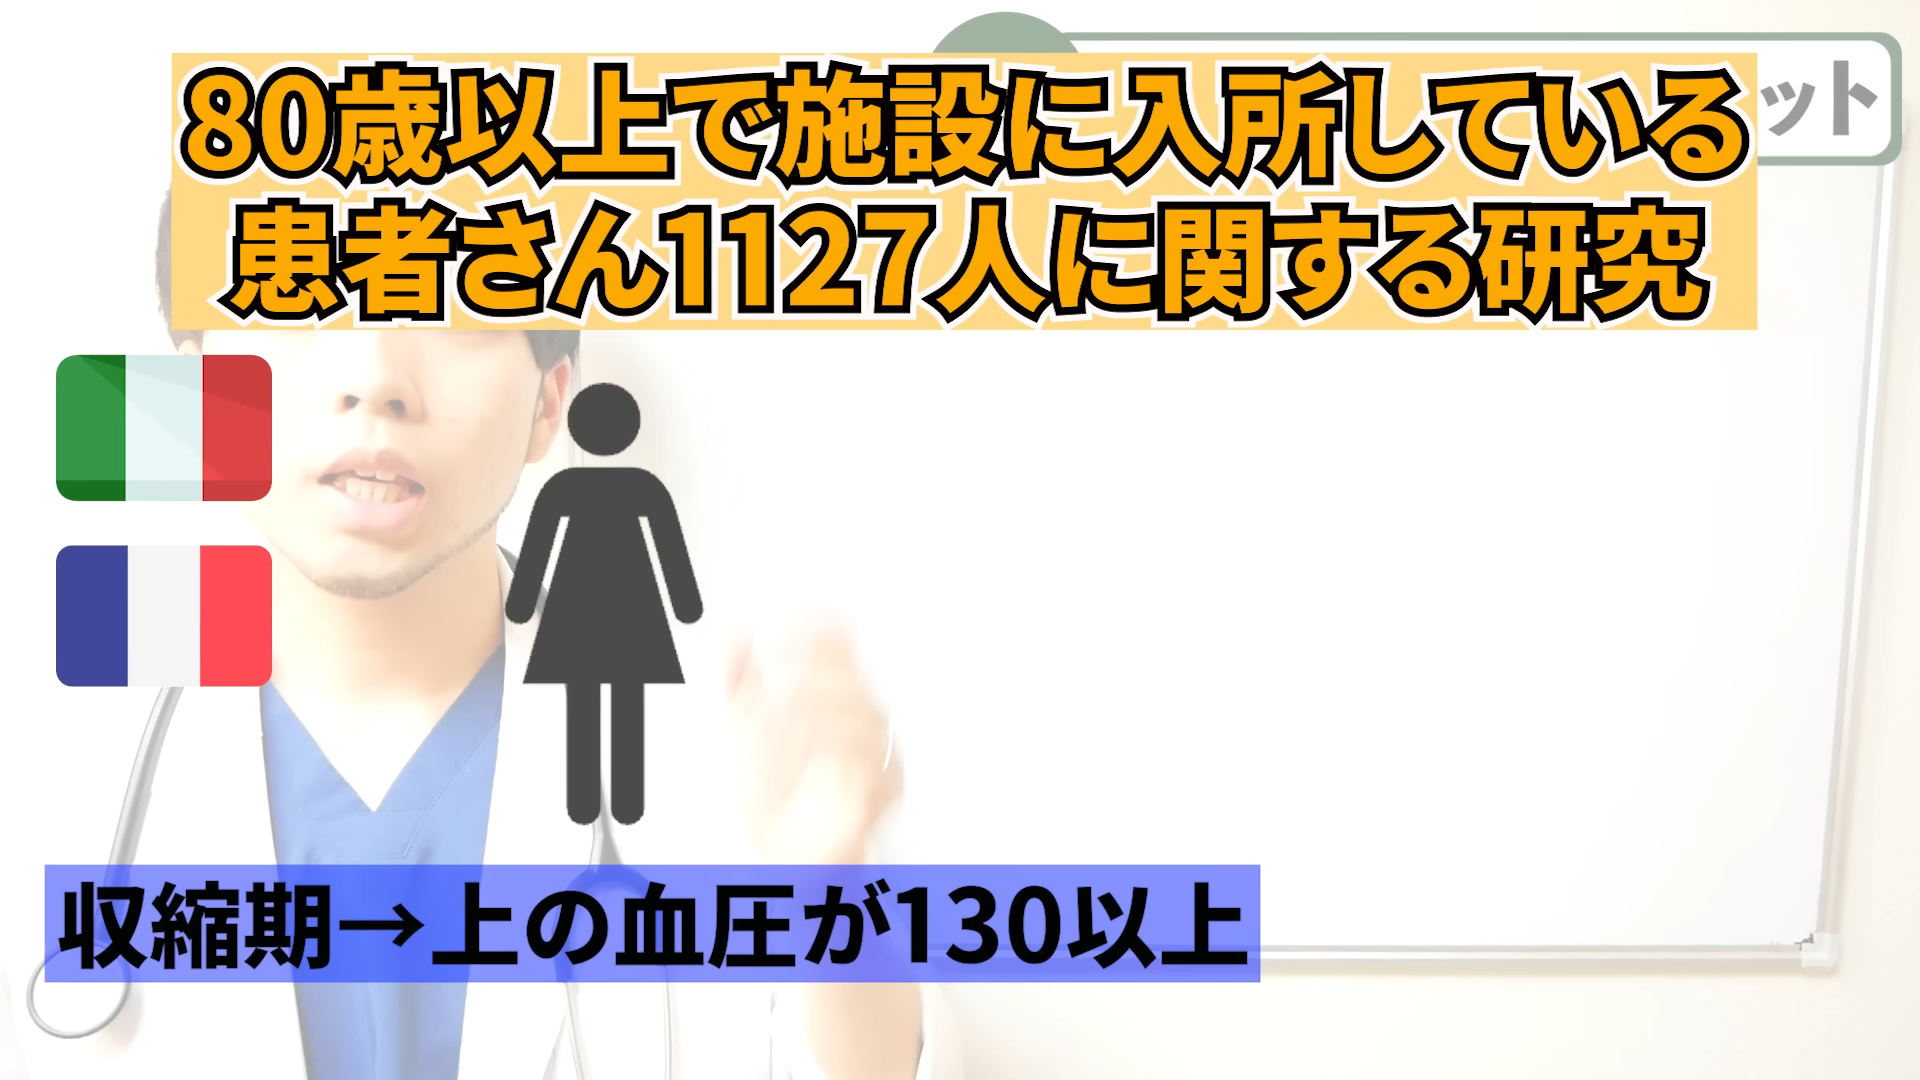 80歳以上で施設に入所している
患者さん1127人に関する研究
ット
収縮期→上の血圧が130以上